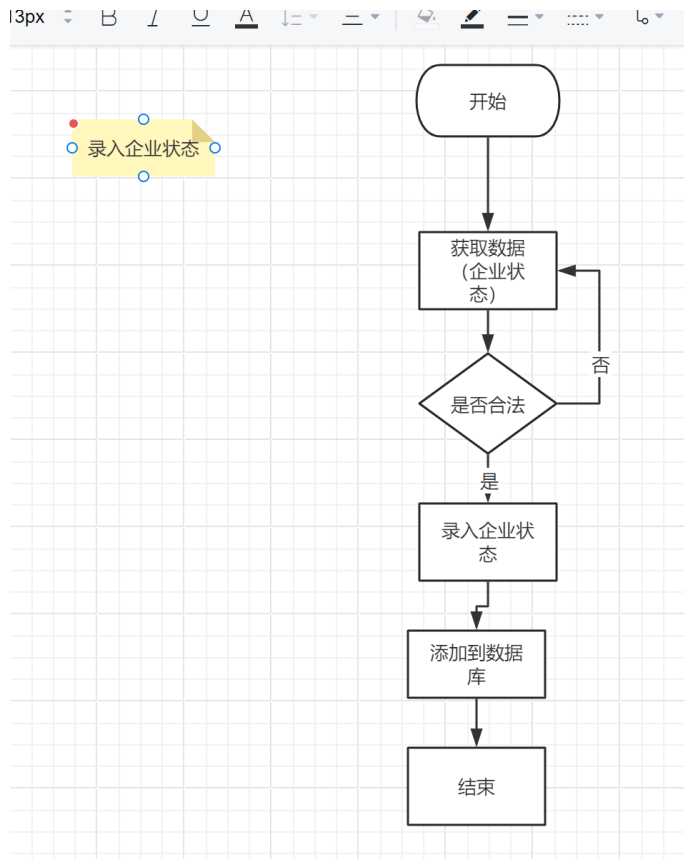 13px
B I U A
录入企业状态
开始
获取数据
（企业状
态）
否
是否合法
是
录入企业状
态
添加到数据
库
结束